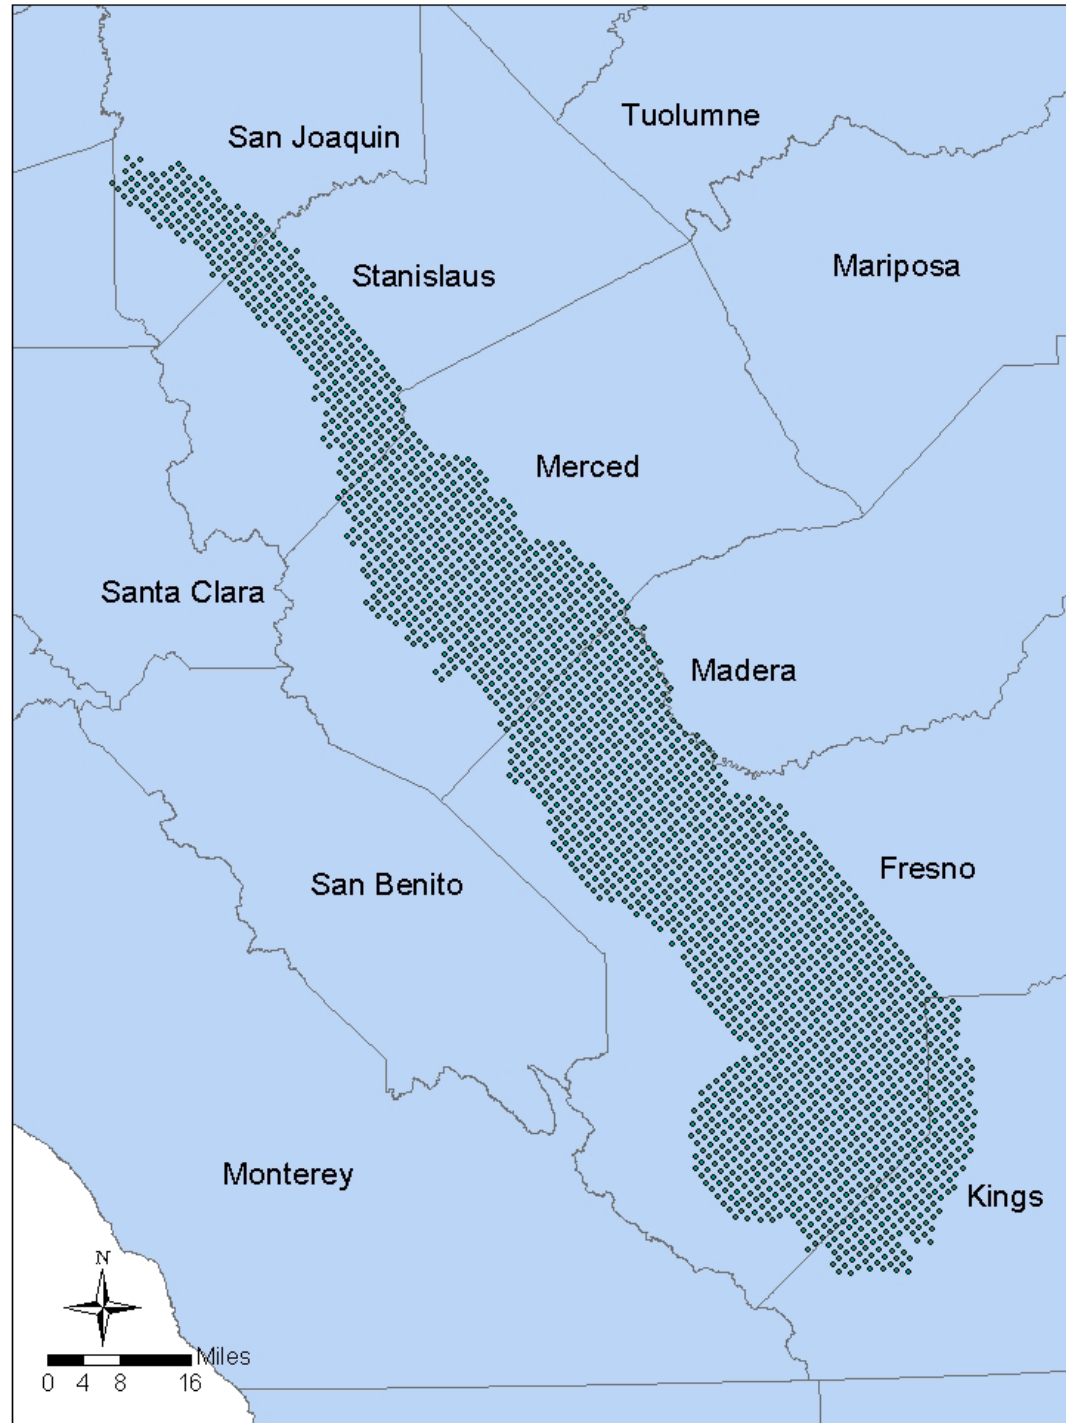 Tuolumne
San Joaquin
Mariposa
Stanislaus
Merced
Santa Clara
Madera
Fresno
San Benito
Monterey
Kings
N
Miles
0 4 8 16